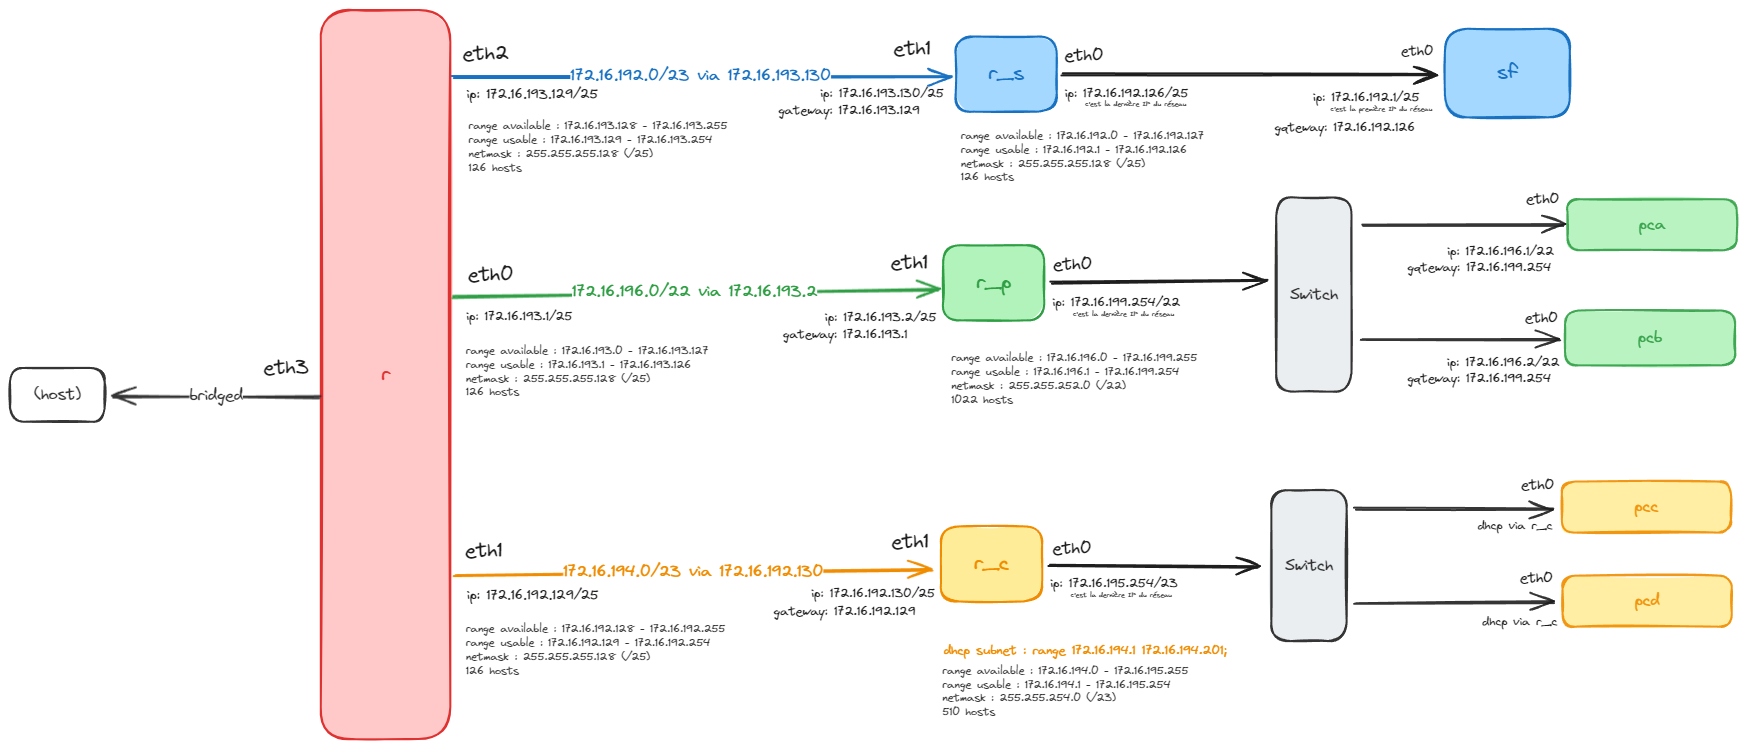 eth2
172.16.192.0/23 via 172.16.193.130
ip: 172.16.193.129/25
range available : 172.16.193.128 - 172.16.193.255
range usable : 172.16.193.129 - 172.16.193.254
netmask : 255.255.255.128 (/25)
126 hosts
eth1
ip: 172.16.193.130/25
gateway: 172.16.193.129
r_s
eth0
ip: 172.16.192.126/25
c'est la dernière IP du réseau
range available : 172.16.192.0 - 172.16.192.127
range usable : 172.16.192.1 - 172.16.192.126
netmask : 255.255.255.128 (/25)
126 hosts
eth0
ip: 172.16.192.1/25
c'est la première IP du réseau
gateway: 172.16.192.126
sf
eth0
172.16.196.0/22 via 172.16.193.2
ip: 172.16.193.1/25
range available : 172.16.193.0 - 172.16.193.127
range usable : 172.16.193.1 - 172.16.193.126
netmask : 255.255.255.128 (/25)
126 hosts
eth1
ip: 172.16.193.2/25
gateway: 172.16.193.1
r_p
eth0
ip: 172.16.199.254/22
c'est la dernière IP du réseau
range available : 172.16.196.0 - 172.16.199.255
range usable : 172.16.196.1 - 172.16.199.254
netmask : 255.255.252.0 (/22)
1022 hosts
Switch
eth0
ip: 172.16.196.1/22
gateway: 172.16.199.254
pca
eth0
ip: 172.16.196.2/22
gateway: 172.16.199.254
pcb
(host)
bridged
eth3
r
eth1
172.16.194.0/23 via 172.16.192.130
ip: 172.16.192.129/25
range available : 172.16.192.128 - 172.16.192.255
range usable : 172.16.192.129 - 172.16.192.254
netmask : 255.255.255.128 (/25)
126 hosts
eth1
ip: 172.16.192.130/25
gateway: 172.16.192.129
r_c
eth0
ip: 172.16.195.254/23
c'est la dernière IP du réseau
dhcp subnet : range 172.16.194.1 172.16.194.201;
range available : 172.16.194.0 - 172.16.195.255
range usable : 172.16.194.1 - 172.16.195.254
netmask : 255.255.254.0 (/23)
510 hosts
Switch
eth0
dhcp via r_c
pcc
eth0
dhcp via r_c
pcd